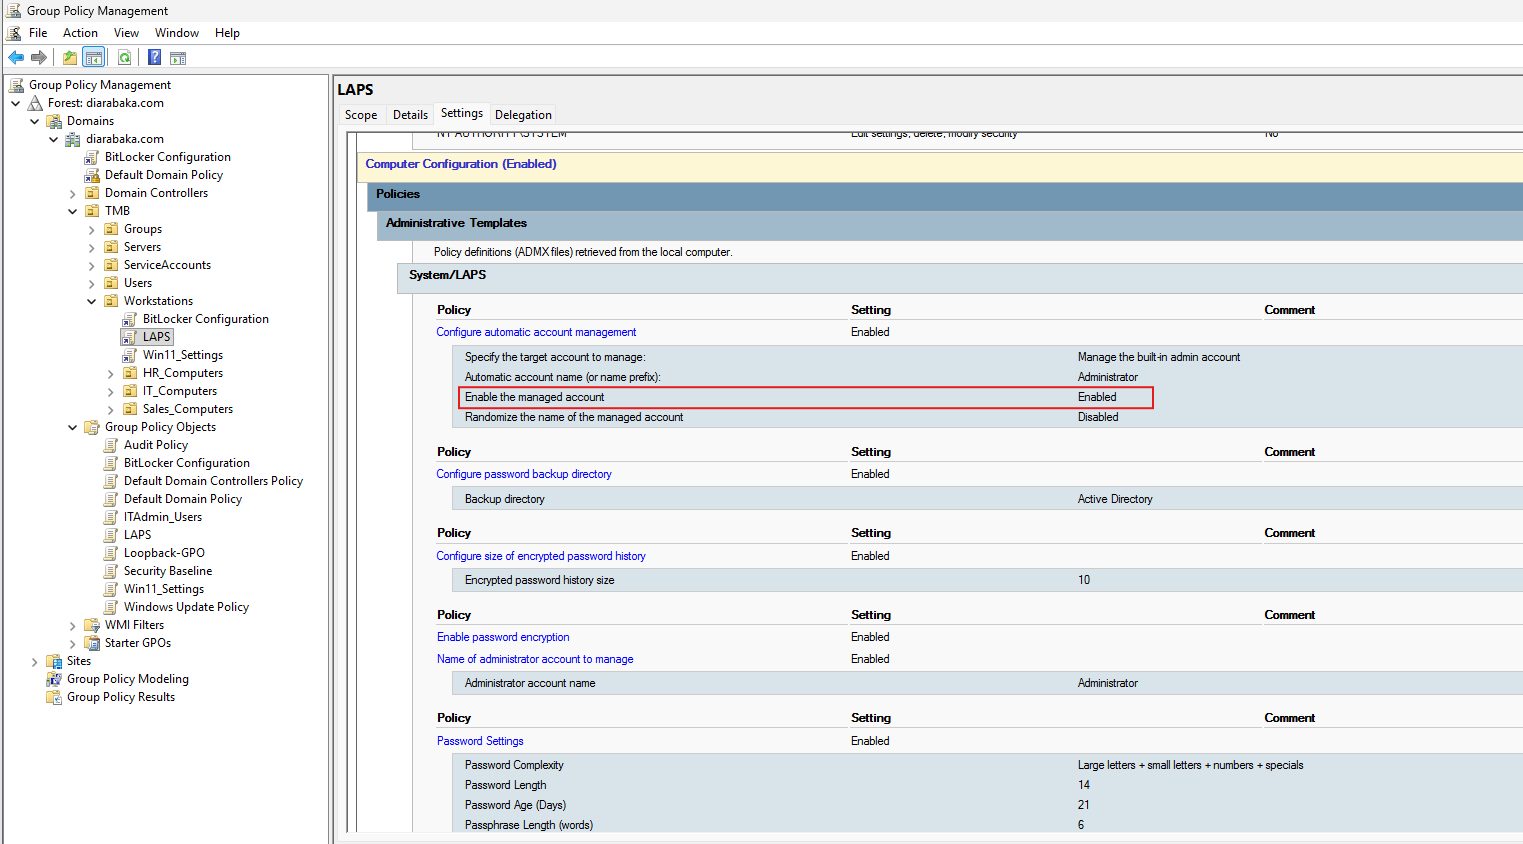 Group Policy Management
File Action View Window Help
Group Policy Management
Forest: diarabaka.com
Domains
diarabaka.com
BitLocker Configuration
Default Domain Policy
Domain Controllers
TMB
Groups
Servers
ServiceAccounts
Users
Workstations
BitLocker Configuration
LAPS
Win11_Settings
HR_Computers
IT_Computers
Sales_Computers
Group Policy Objects
Audit Policy
BitLocker Configuration
Default Domain Controllers Policy
Default Domain Policy
ITAdmin_Users
LAPS
Loopback-GPO
Security Baseline
Win11_Settings
Windows Update Policy
WMI Filters
Starter GPOs
Sites
Group Policy Modeling
Group Policy Results
LAPS
Scope Details Settings Delegation
NT AUTHORITY\SYSTEM Edit settings, delete, modify security No
Computer Configuration (Enabled)
Policies
Administrative Templates
Policy definitions (ADMX files) retrieved from the local computer.
System/LAPS
Policy Setting Comment
Configure automatic account management Enabled
Specify the target account to manage: Manage the built-in admin account
Automatic account name (or name prefix): Administrator
Enable the managed account Enabled
Randomize the name of the managed account Disabled
Policy Setting Comment
Configure password backup directory Enabled
Backup directory Active Directory
Policy Setting Comment
Configure size of encrypted password history Enabled
Encrypted password history size 10
Policy Setting Comment
Enable password encryption Enabled
Name of administrator account to manage Enabled
Administrator account name Administrator
Policy Setting Comment
Password Settings Enabled
Password Complexity Large letters + small letters + numbers + specials
Password Length 14
Password Age (Days) 21
Passphrase Length (words) 6